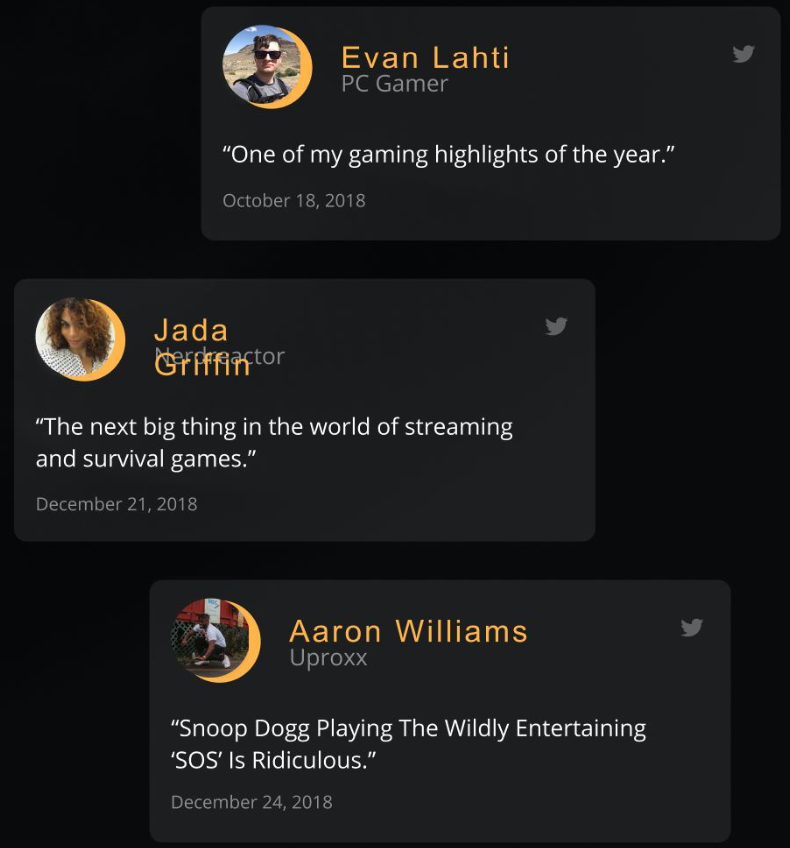 Evan Lahti
PC Gamer
“One of my gaming highlights of the year.”
October 18, 2018
Jada
Griffin
Nerdreactor
“The next big thing in the world of streaming
and survival games.”
December 21, 2018
Aaron Williams
Uproxx
“Snoop Dogg Playing The Wildly Entertaining
‘SOS’ Is Ridiculous.”
December 24, 2018